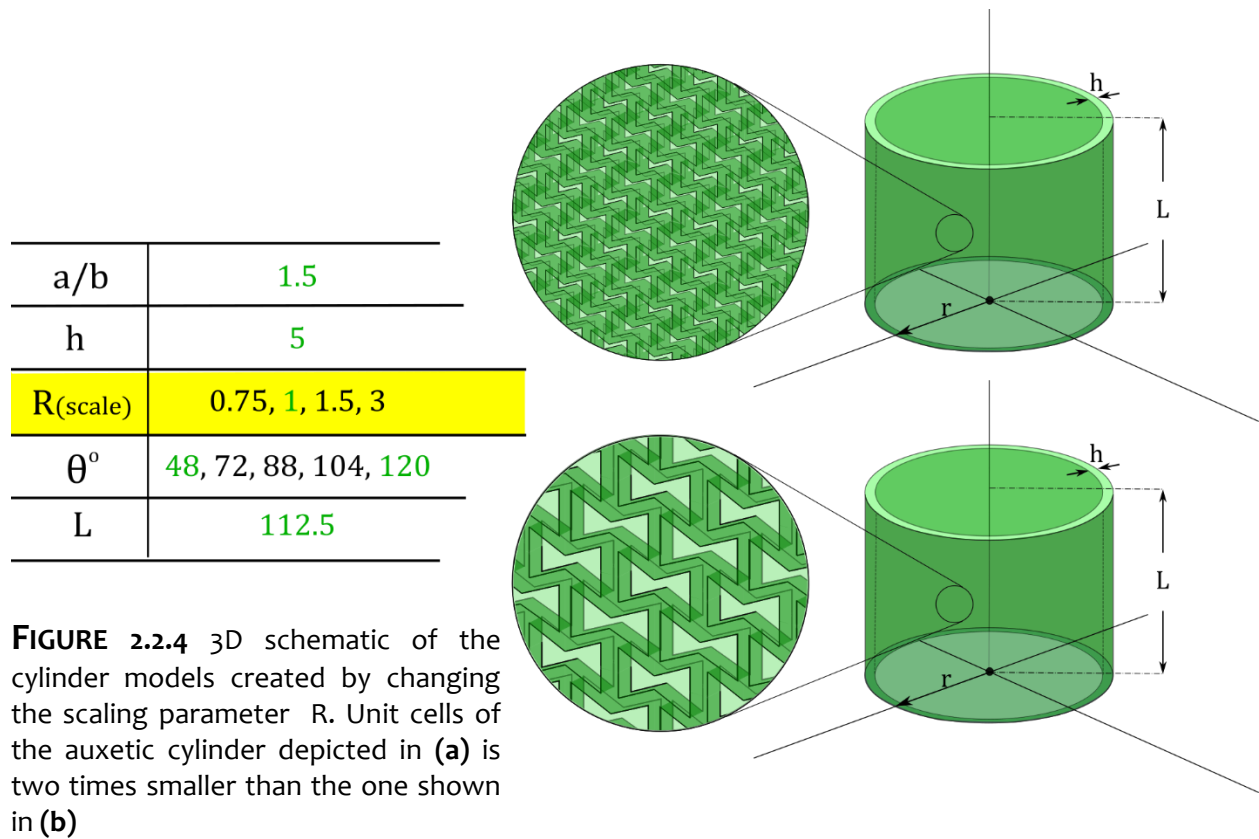 a/b 1.5
h 5
R(scale) 0.75, 1, 1.5, 3
θ° 48, 72, 88, 104, 120
L 112.5
FIGURE 2.2.4 3D schematic of the
cylinder models created by changing
the scaling parameter R. Unit cells of
the auxetic cylinder depicted in (a) is
two times smaller than the one shown
in (b)
h
L
r
h
L
r